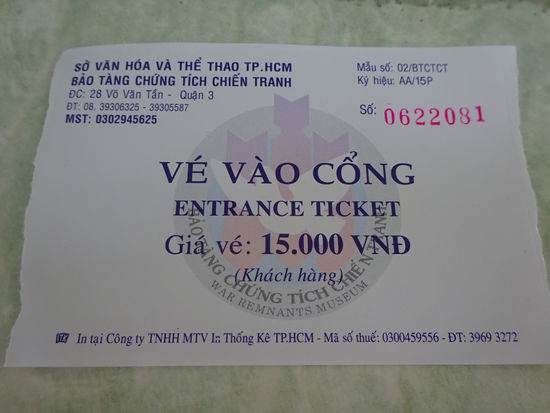 SỞ VĂN HÓA VÀ THỂ THAO TP.HCM
BẢO TÀNG CHỨNG TÍCH CHIẾN TRANH
ĐC: 28 Võ Văn Tần - Quận 3
ĐT: 08. 39306325 - 39305587
MST: 0302945625
Mẫu số: 02/BTCTCT
Ký hiệu: AA/15P
Số: 0622081
VÉ VÀO CỔNG
ENTRANCE TICKET
Giá vé: 15.000 VNĐ
(Khách hàng)
BẢO TÀNG CHỨNG TÍCH CHIẾN TRANH
WAR REMNANTS MUSEUM
In tại Công ty TNHH MTV In Thống Kê TP.HCM - Mã số thuế: 0300459556 - ĐT: 3969 3272